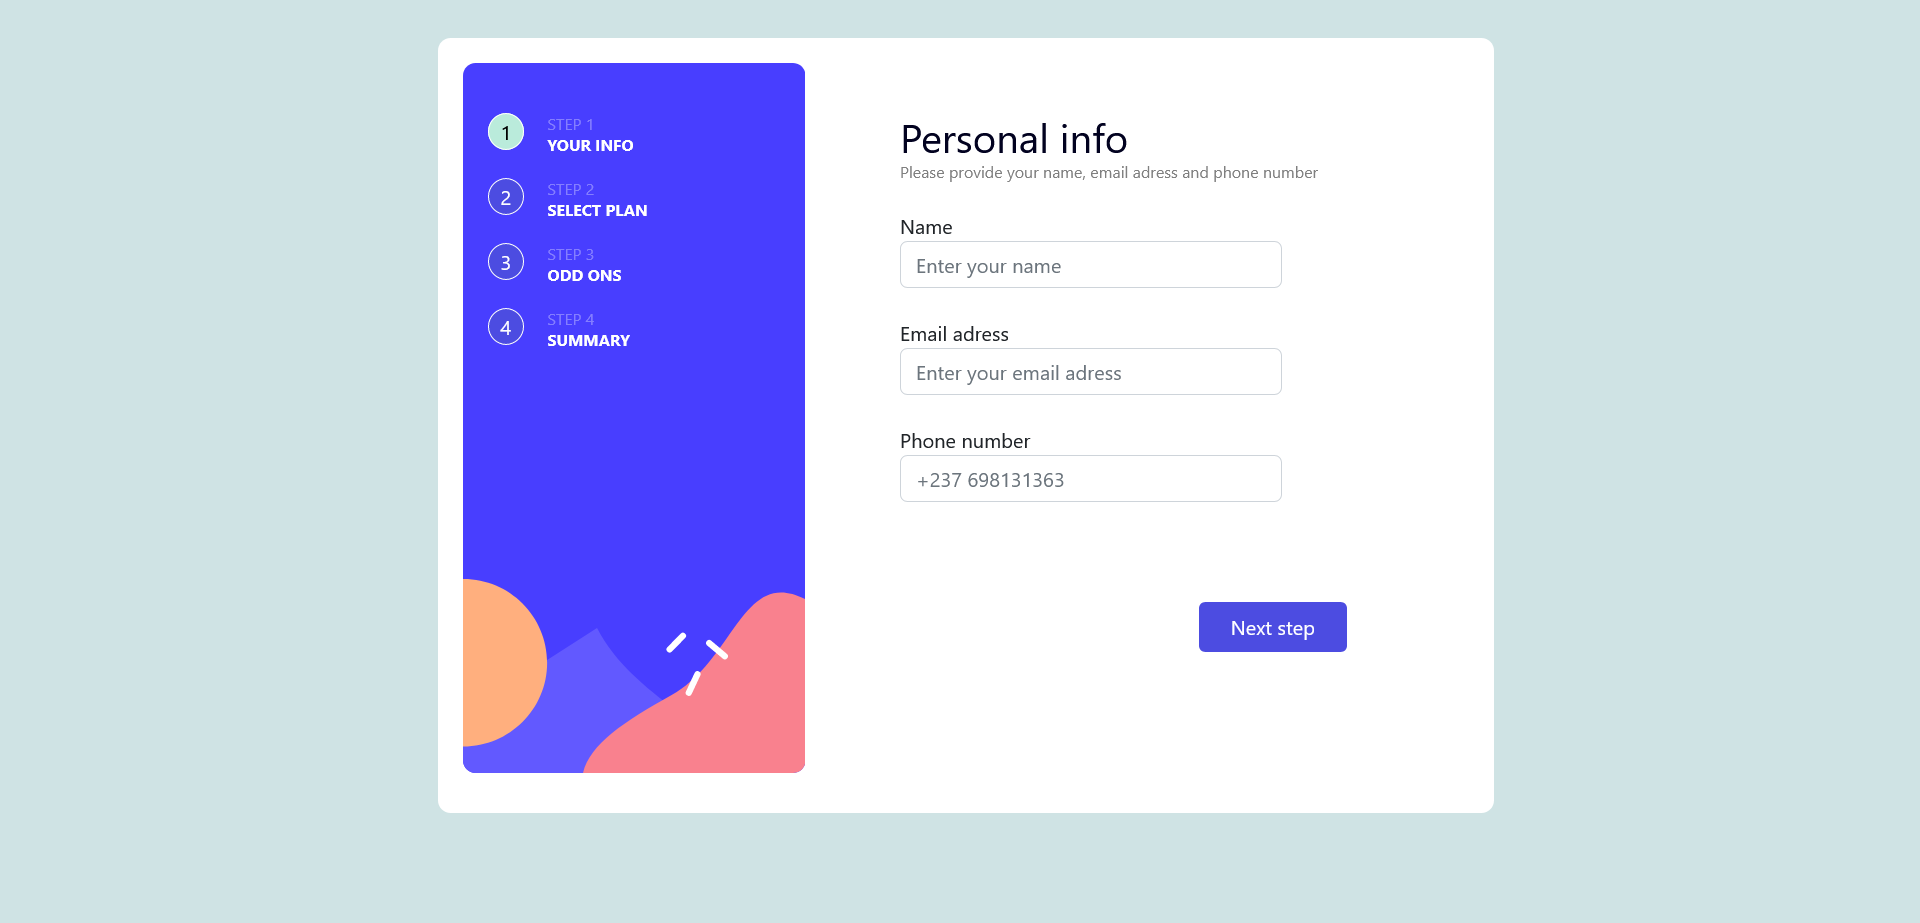 1
STEP 1
YOUR INFO
2
STEP 2
SELECT PLAN
3
STEP 3
ODD ONS
4
STEP 4
SUMMARY
Personal info
Please provide your name, email adress and phone number
Name
Enter your name
Email adress
Enter your email adress
Phone number
+237 698131363
Next step